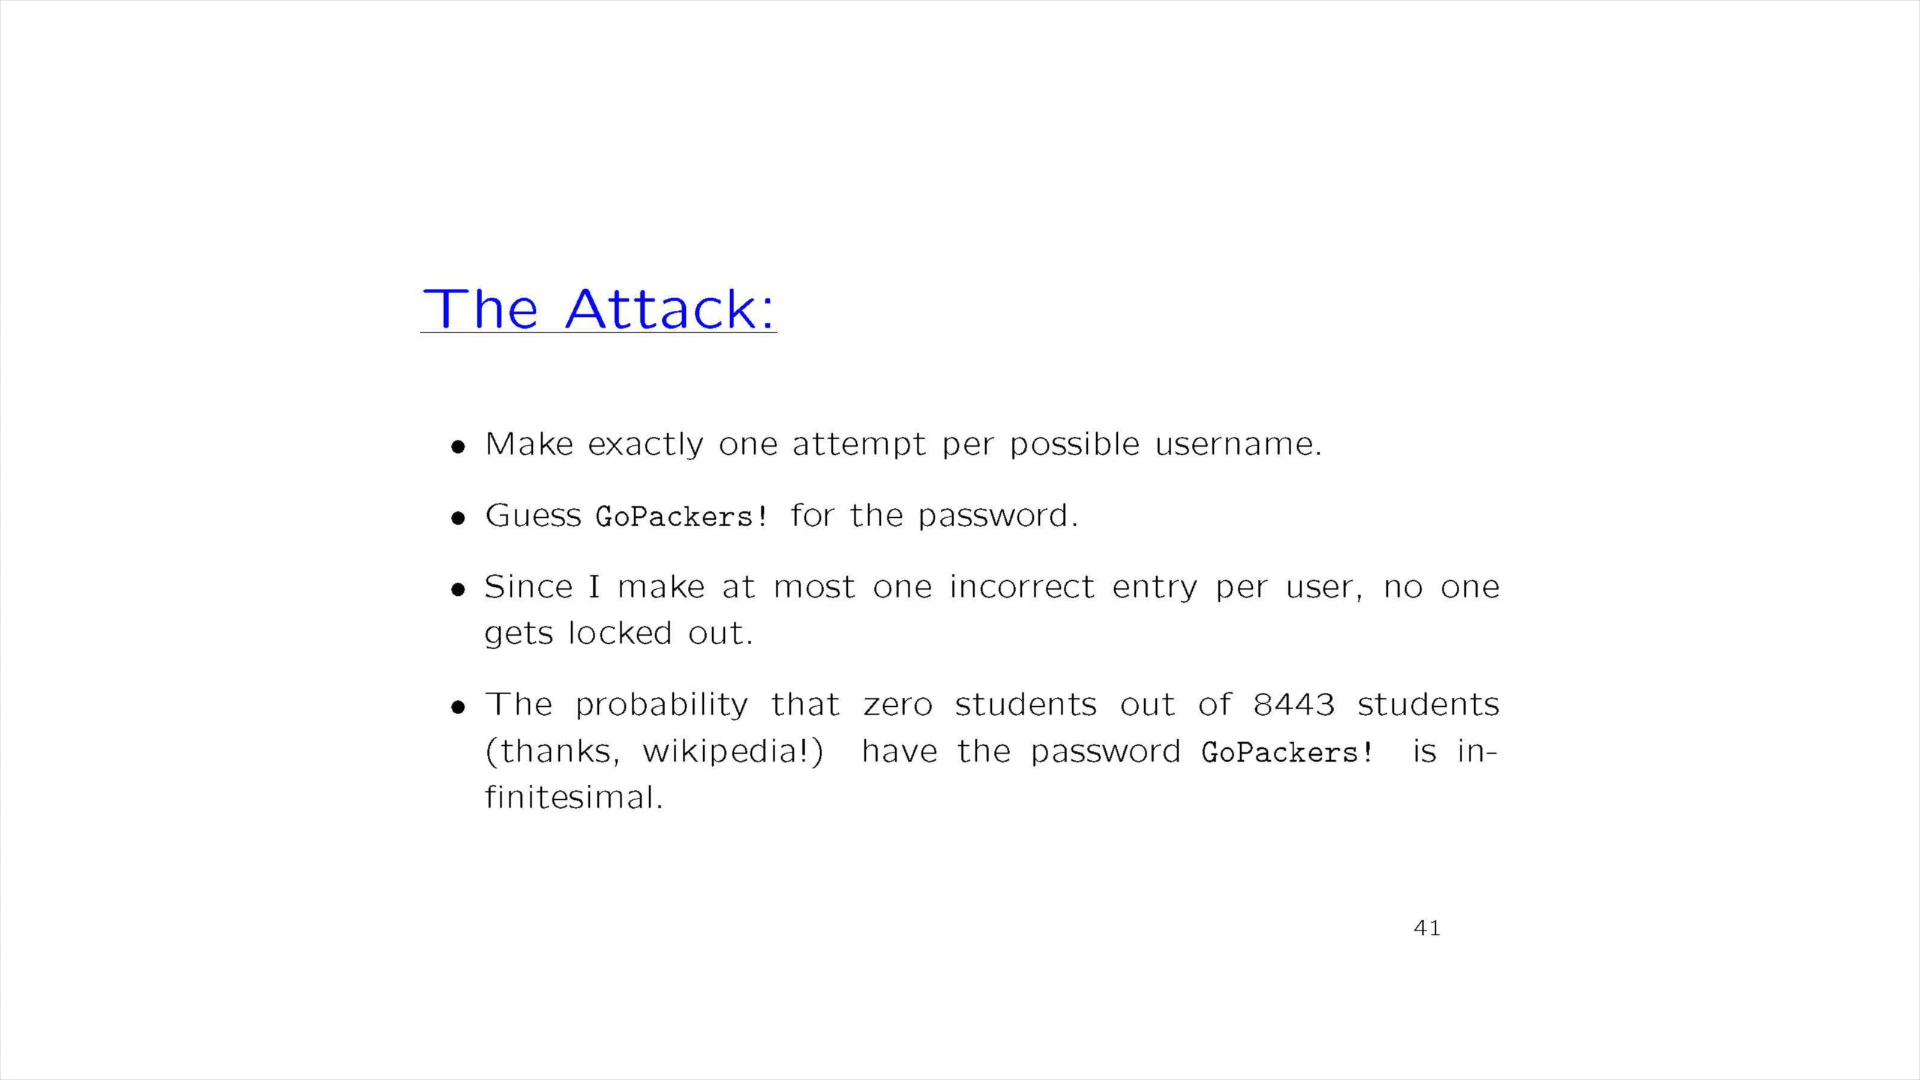 The Attack:
• Make exactly one attempt per possible username.
• Guess GoPackers! for the password.
• Since I make at most one incorrect entry per user, no one
gets locked out.
• The probability that zero students out of 8443 students
(thanks, wikipedia!) have the password GoPackers! is in-
finitesimal.
41